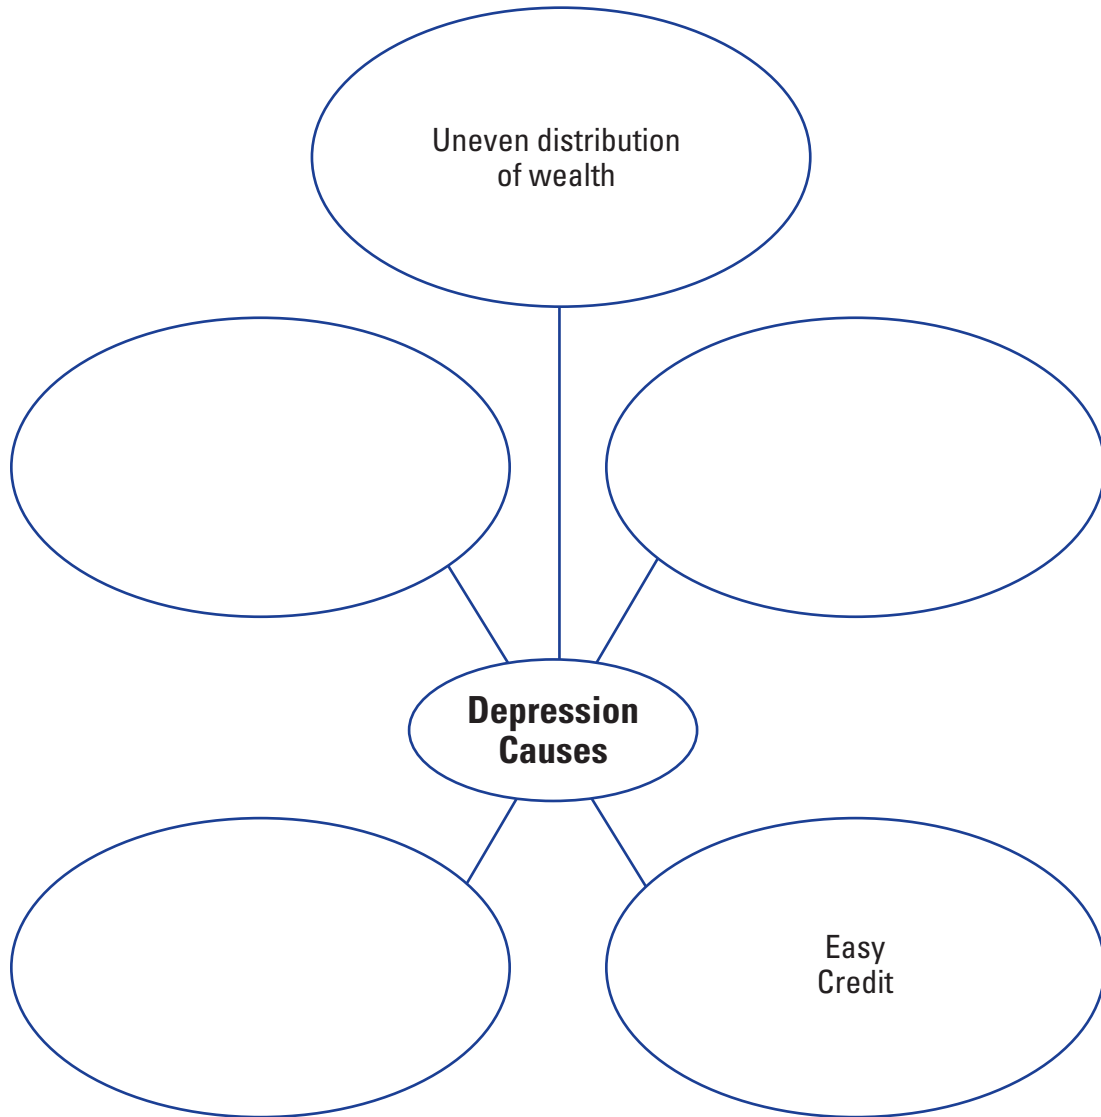 Uneven distribution
of wealth
Depression
Causes
Easy
Credit